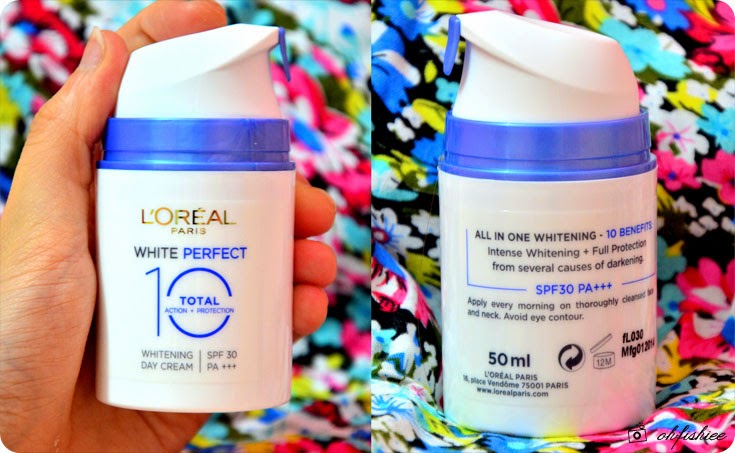 L'ORÉAL
PARIS
WHITE PERFECT
10
TOTAL
ACTION + PROTECTION
WHITENING
DAY CREAM
SPF 30
PA +++
ALL IN ONE WHITENING - 10 BENEFITS
Intense Whitening + Full Protection
from several causes of darkening.
SPF30 PA+++
Apply every morning on thoroughly cleansed face
and neck. Avoid eye contour.
50 ml
12M
fL030
Mfg012014
L'ORÉAL PARIS
16, place Vendôme 75001 PARIS
www.lorealparis.com
ohfishiee